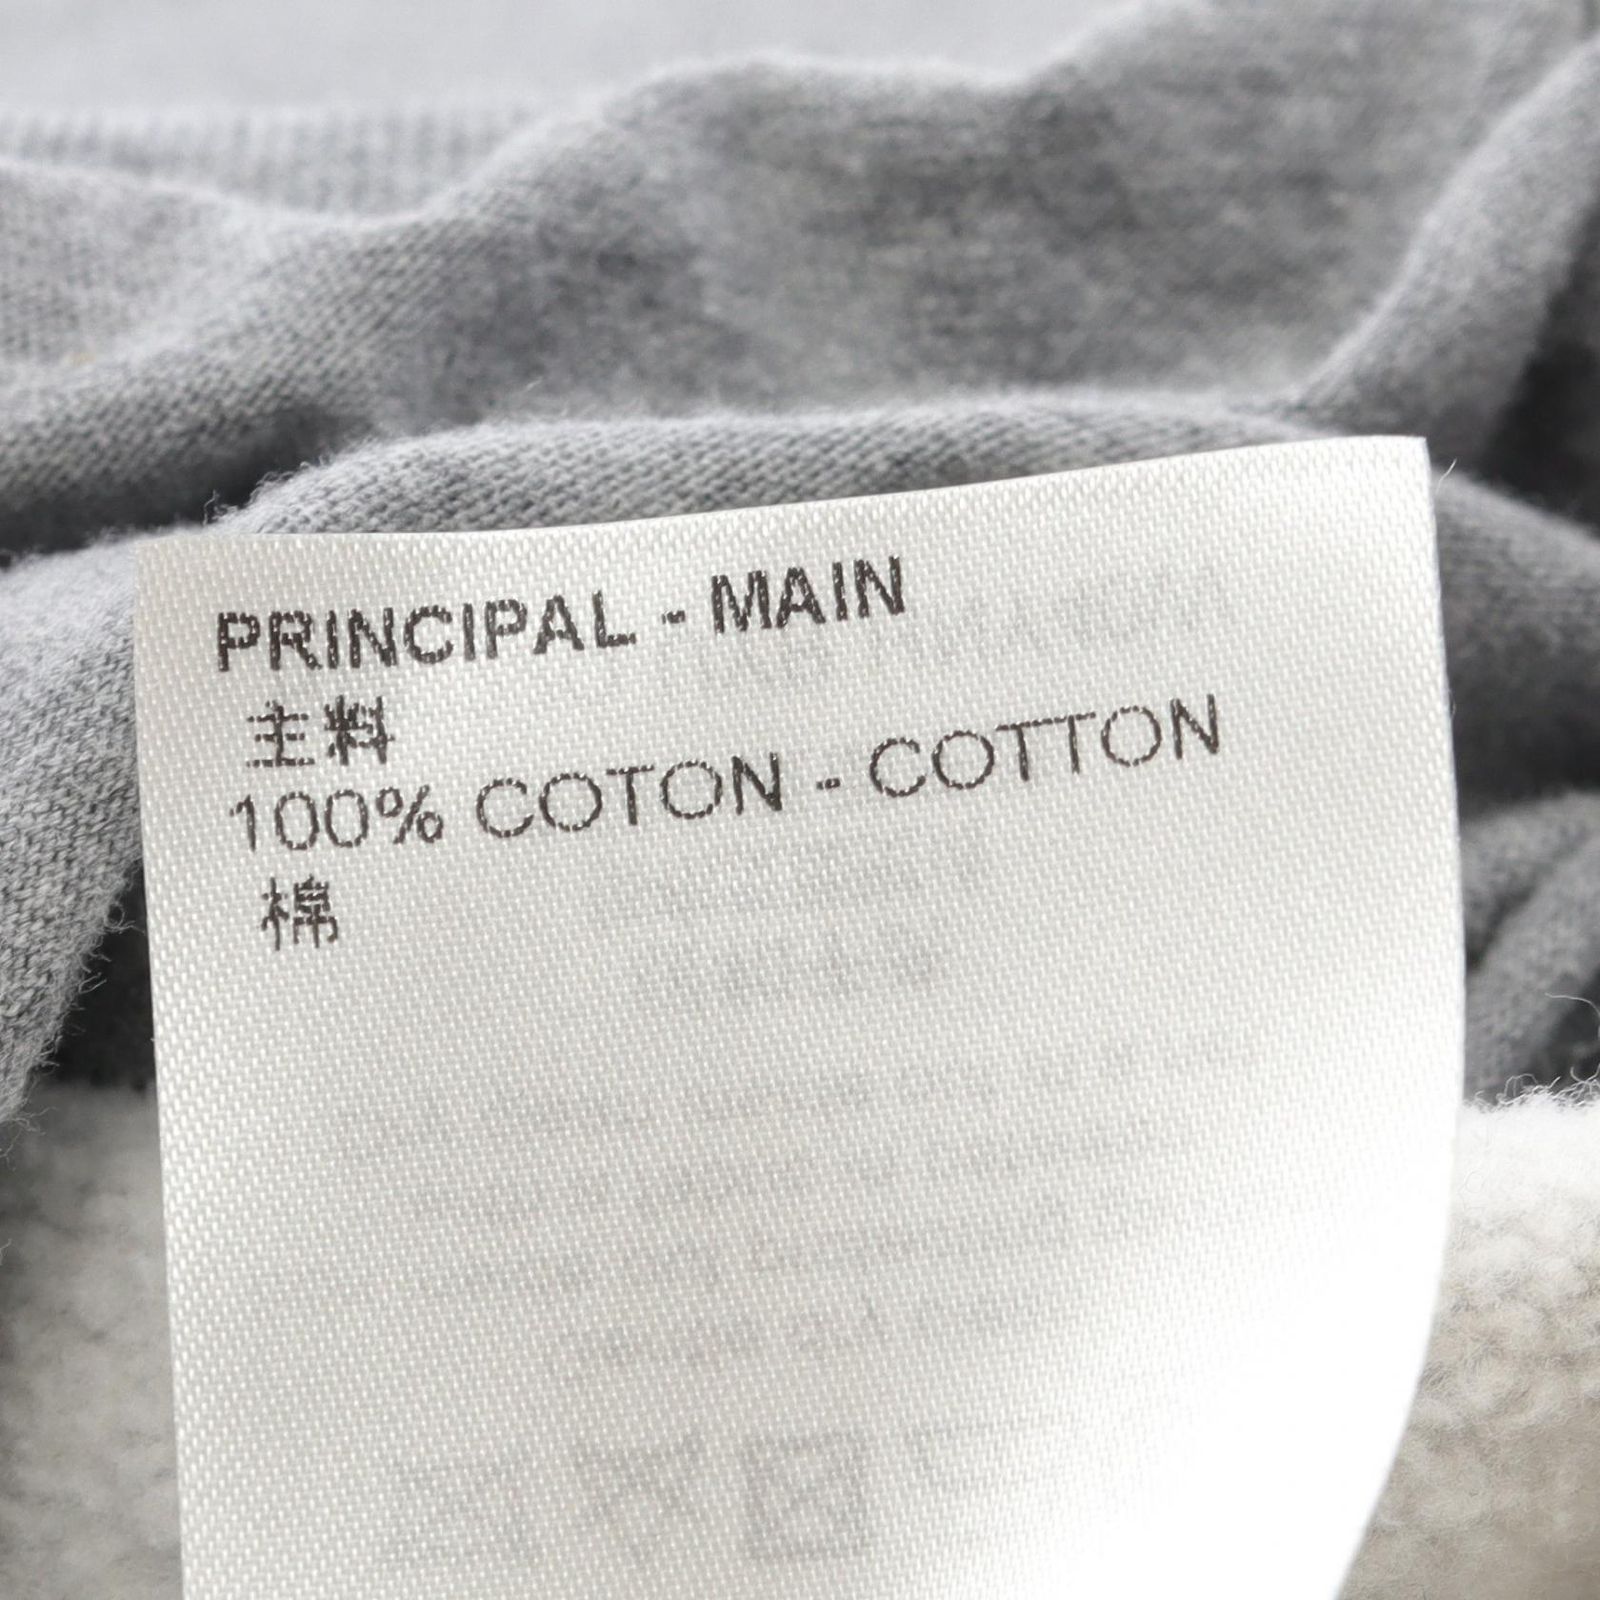 PRINCIPAL - MAIN
主料
100% COTON - COTTON
棉